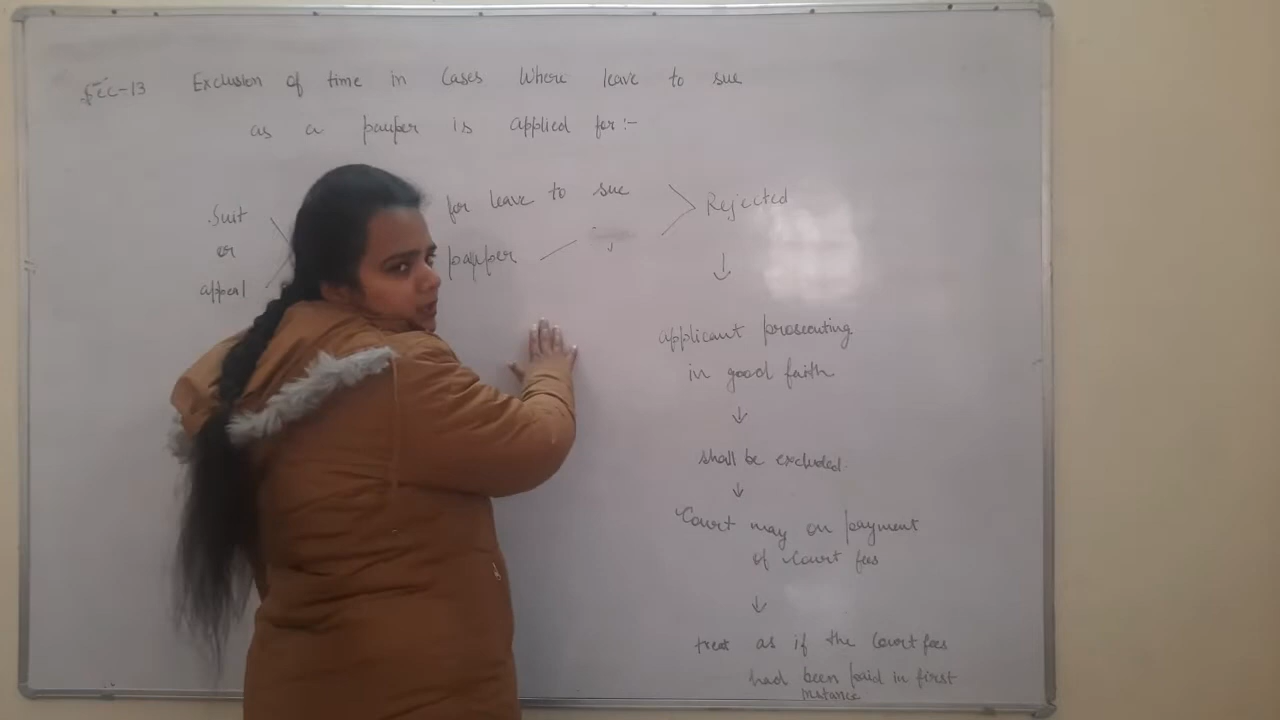 Sec-13 Exclusion of time in Cases Where leave to sue
as a pauper is applied for:-
Suit
or
appeal
for leave to sue
pauper
Rejected
applicant prosecuting
in good faith
shall be excluded.
Court may on payment
of Court fees
treat as if the Court fees
had been paid in first
instance